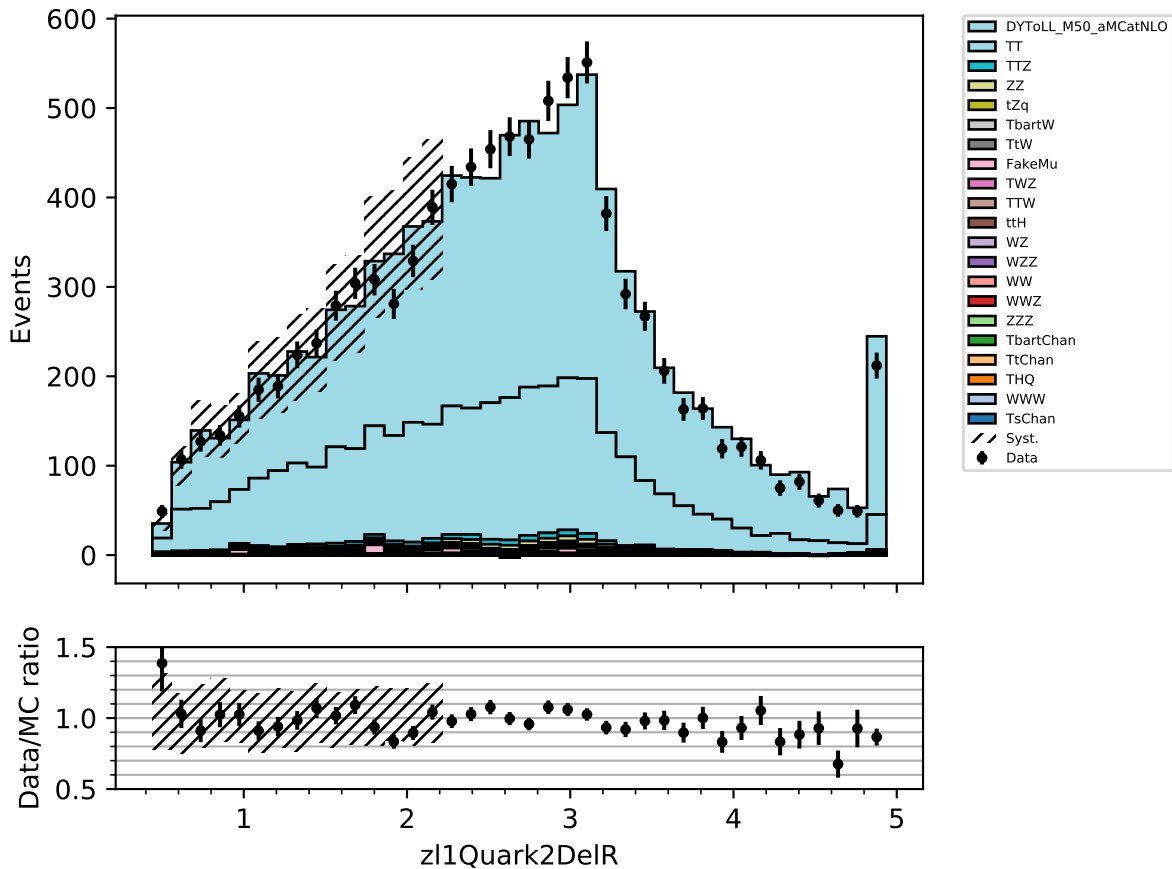 600
500
400
300
200
100
0
Events
DYToLL_M50_aMCatNLO
TT
TTZ
ZZ
tZq
TbartW
TtW
FakeMu
TWZ
TTW
ttH
WZ
WZZ
WW
WWZ
ZZZ
TbartChan
TtChan
THQ
WWW
TsChan
Syst.
Data
1.5
1.0
0.5
Data/MC ratio
1 2 3 4 5
zl1Quark2DelR